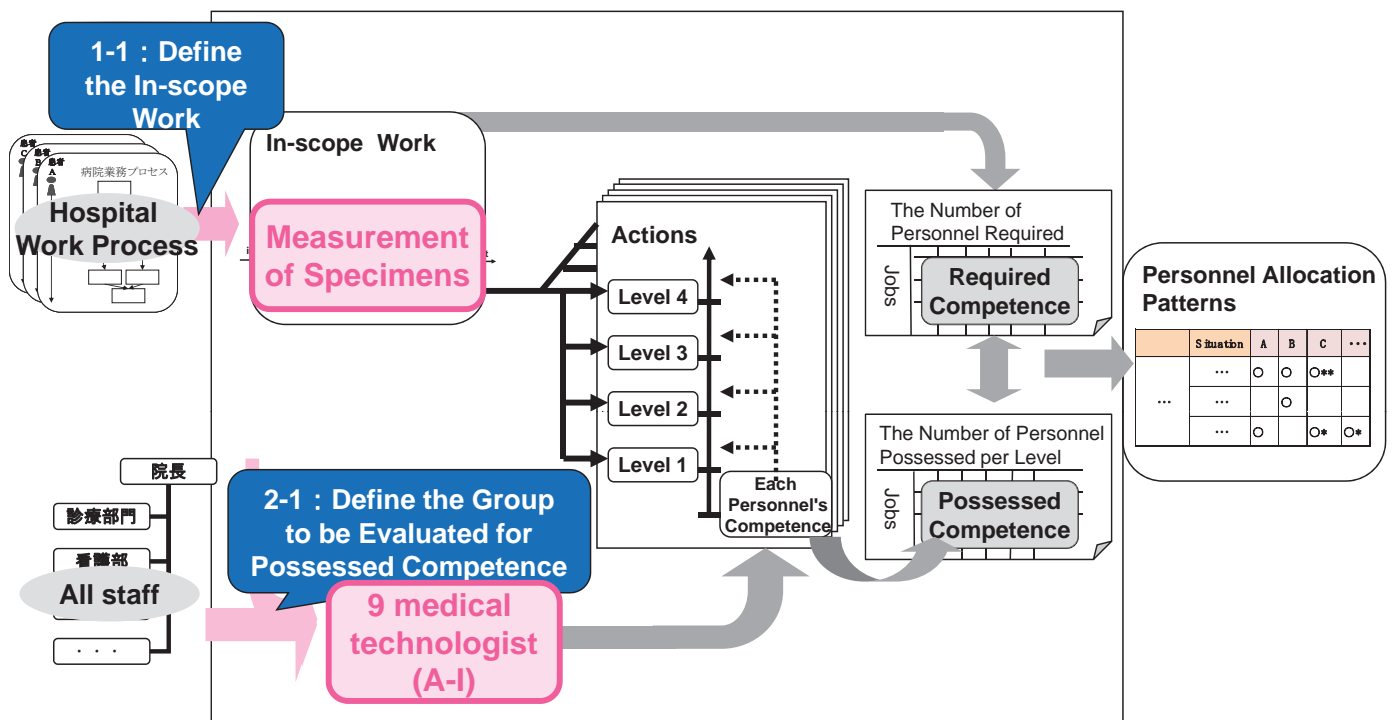 1-1：Define
the In-scope
Work
患者
C
患者
B
患者
A
病院業務プロセス
Hospital
Work Process
In-scope Work
Measurement
of Specimens
Actions
Level 4
Level 3
Level 2
Level 1
Each
Personnel's
Competence
The Number of
Personnel Required
Jobs
Required
Competence
The Number of Personnel
Possessed per Level
Jobs
Possessed
Competence
Personnel Allocation
Patterns
Situation A B C ･･･
… ○ ○ ○**
… … ○
… ○ ○* ○*
院長
診療部門
看護部
All staff
・・・
2-1：Define the Group
to be Evaluated for
Possessed Competence
9 medical
technologist
(A-I)